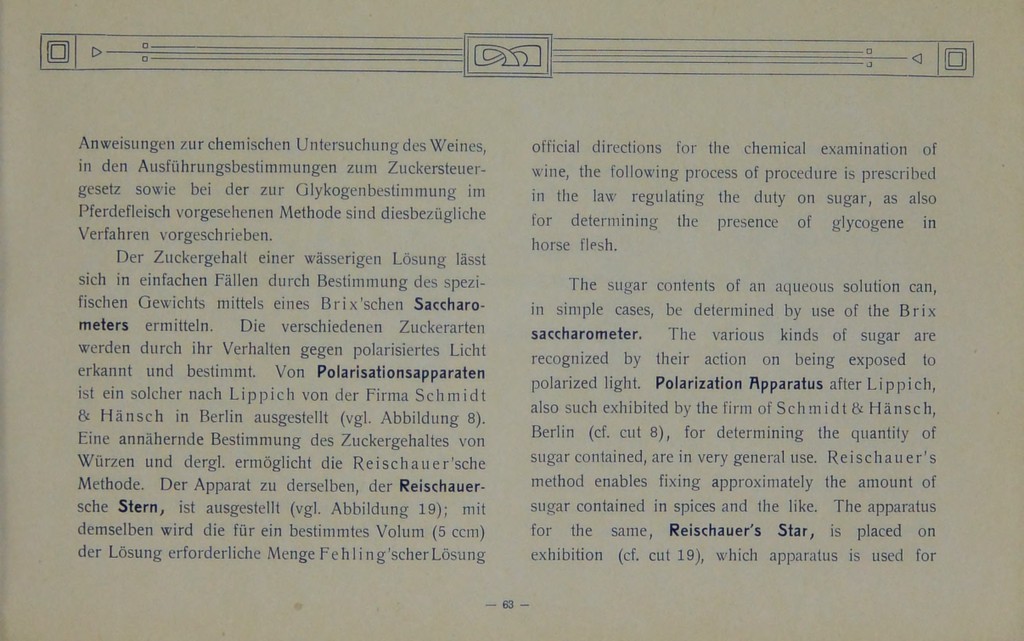 Anweisungen zur chemischen Untersuchung des Weines,
in den Ausführungsbestimmungen zum Zuckersteuer-
gesetz sowie bei der zur Glykogenbestimmung im
Pferdefleisch vorgesehenen Methode sind diesbezügliche
Verfahren vorgeschrieben.
Der Zuckergehalt einer wässerigen Lösung lässt
sich in einfachen Fällen durch Bestimmung des spezi-
fischen Gewichts mittels eines Brix'schen Saccharo-
meters ermitteln. Die verschiedenen Zuckerarten
werden durch ihr Verhalten gegen polarisiertes Licht
erkannt und bestimmt. Von Polarisationsapparaten
ist ein solcher nach Lippich von der Firma Schmidt
& Hänsch in Berlin ausgestellt (vgl. Abbildung 8).
Eine annähernde Bestimmung des Zuckergehaltes von
Würzen und dergl. ermöglicht die Reischauer'sche
Methode. Der Apparat zu derselben, der Reischauer-
sche Stern, ist ausgestellt (vgl. Abbildung 19); mit
demselben wird die für ein bestimmtes Volum (5 ccm)
der Lösung erforderliche Menge Fehling'scher Lösung
official directions for the chemical examination of
wine, the following process of procedure is prescribed
in the law regulating the duty on sugar, as also
for determining the presence of glycogene in
horse flesh.
The sugar contents of an aqueous solution can,
in simple cases, be determined by use of the Brix
saccharometer. The various kinds of sugar are
recognized by their action on being exposed to
polarized light. Polarization Apparatus after Lippich,
also such exhibited by the firm of Schmidt & Hänsch,
Berlin (cf. cut 8), for determining the quantity of
sugar contained, are in very general use. Reischauer's
method enables fixing approximately the amount of
sugar contained in spices and the like. The apparatus
for the same, Reischauer's Star, is placed on
exhibition (cf. cut 19), which apparatus is used for
— 63 —